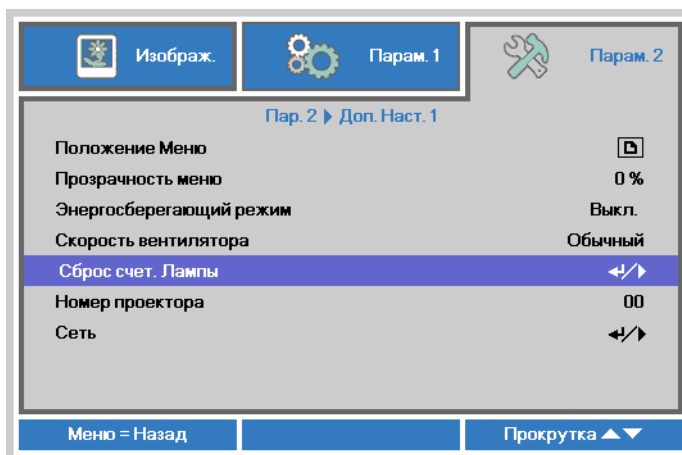 Изображ.
Парам. 1
Парам. 2
Пар. 2 ▶ Доп. Наст. 1
Положение Меню
Прозрачность меню 0 %
Энергосберегающий режим Выкл.
Скорость вентилятора Обычный
Сброс счет. Лампы ↵/▶
Номер проектора 00
Сеть ↵/▶
Меню = Назад
Прокрутка ▲▼